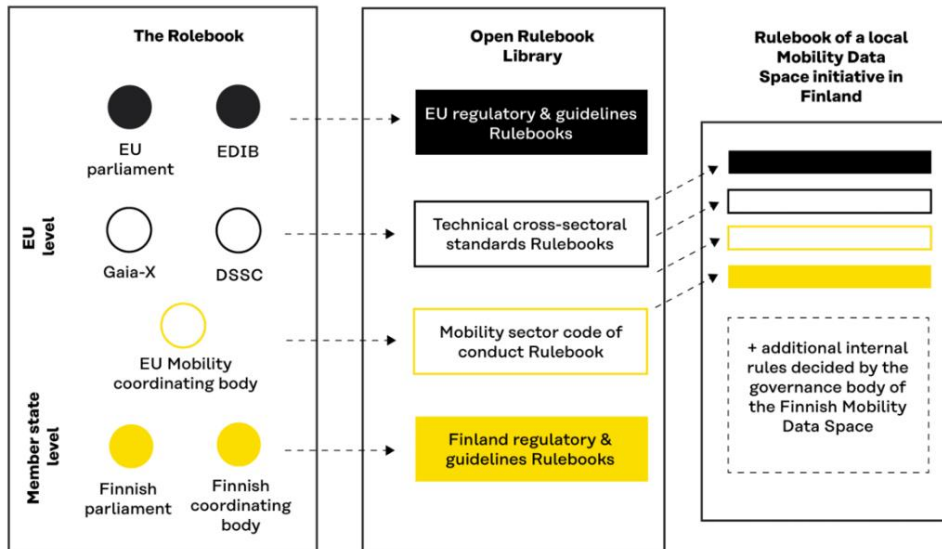 The Rolebook
EU
parliament
EDIB
EU
level
Gaia-X
DSSC
EU Mobility
coordinating body
Member state
level
Finnish
parliament
Finnish
coordinating
body
Open Rulebook
Library
EU regulatory & guidelines
Rulebooks
Technical cross-sectoral
standards Rulebooks
Mobility sector code of
conduct Rulebook
Finland regulatory &
guidelines Rulebooks
Rulebook of a local
Mobility Data
Space initiative in
Finland
+ additional internal
rules decided by the
governance body of
the Finnish Mobility
Data Space